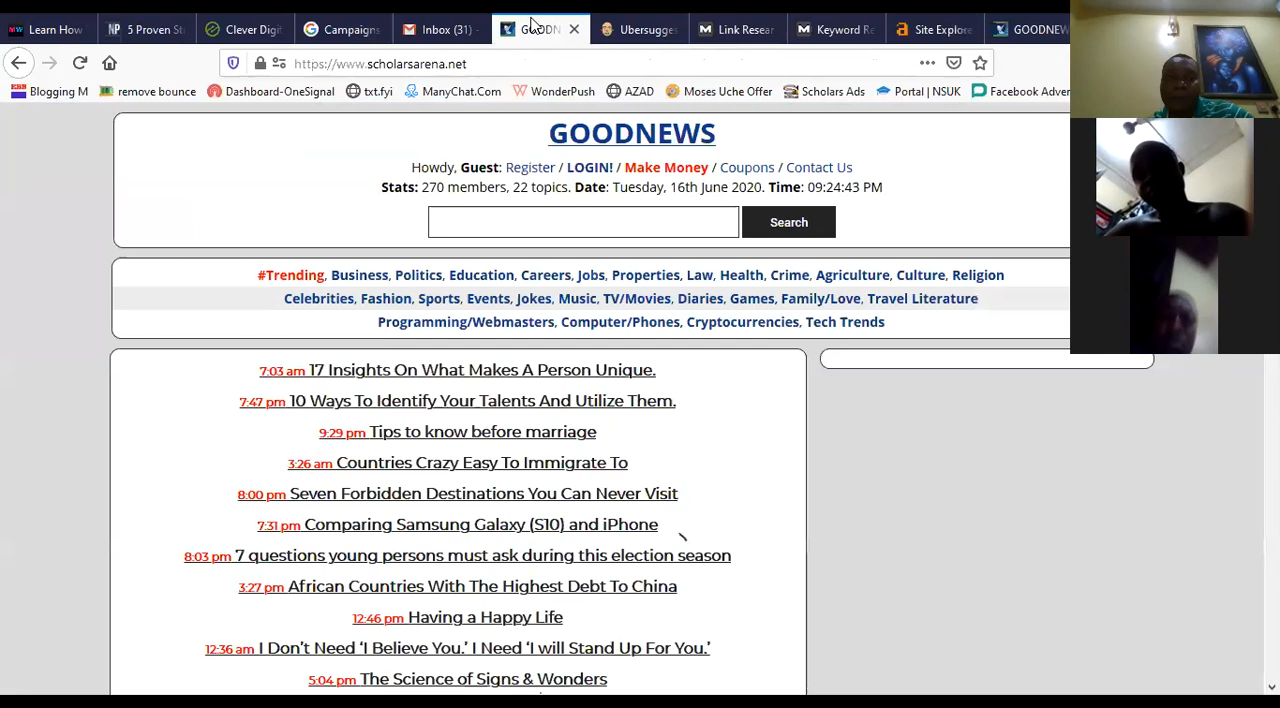 Learn How
5 Proven St
Clever Digit
Campaigns
Inbox (31) -
GOODN
Ubersugges
Link Resear
Keyword Re
Site Explore
GOODNEW
https://www.scholarsarena.net
Blogging M
remove bounce
Dashboard-OneSignal
txt.fyi
ManyChat.Com
WonderPush
AZAD
Moses Uche Offer
Scholars Ads
Portal | NSUK
Facebook Adver
GOODNEWS
Howdy, Guest: Register / LOGIN! / Make Money / Coupons / Contact Us
Stats: 270 members, 22 topics. Date: Tuesday, 16th June 2020. Time: 09:24:43 PM
Search
#Trending, Business, Politics, Education, Careers, Jobs, Properties, Law, Health, Crime, Agriculture, Culture, Religion
Celebrities, Fashion, Sports, Events, Jokes, Music, TV/Movies, Diaries, Games, Family/Love, Travel Literature
Programming/Webmasters, Computer/Phones, Cryptocurrencies, Tech Trends
7:03 am 17 Insights On What Makes A Person Unique.
7:47 pm 10 Ways To Identify Your Talents And Utilize Them.
9:29 pm Tips to know before marriage
3:26 am Countries Crazy Easy To Immigrate To
8:00 pm Seven Forbidden Destinations You Can Never Visit
7:31 pm Comparing Samsung Galaxy (S10) and iPhone
8:03 pm 7 questions young persons must ask during this election season
3:27 pm African Countries With The Highest Debt To China
12:46 pm Having a Happy Life
12:36 am I Don't Need ‘I Believe You.’ I Need ‘I will Stand Up For You.’
5:04 pm The Science of Signs & Wonders